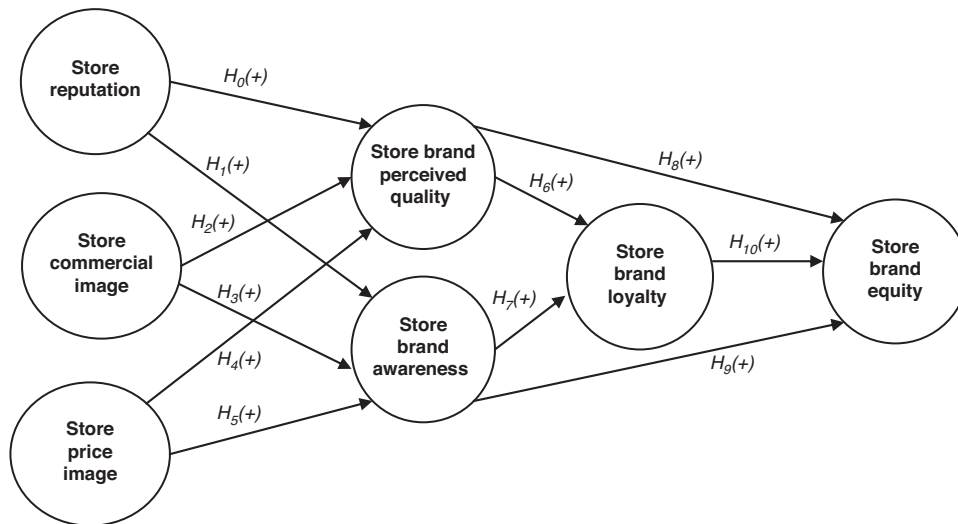 Store
reputation
H0(+)
H1(+)
Store
commercial
image
H2(+)
H3(+)
Store
price
image
H4(+)
H5(+)
Store brand
perceived
quality
Store
brand
awareness
H6(+)
H7(+)
Store
brand
loyalty
H8(+)
H10(+)
H9(+)
Store
brand
equity